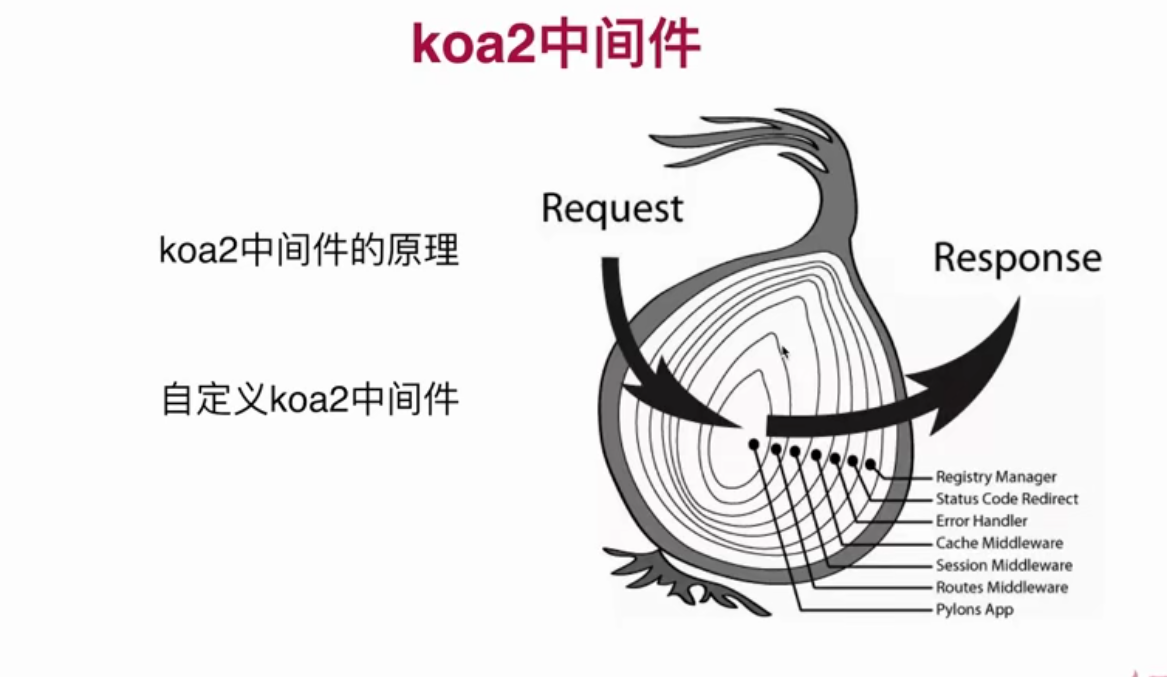 koa2中间件
koa2中间件的原理
自定义koa2中间件
Request
Response
Registry Manager
Status Code Redirect
Error Handler
Cache Middleware
Session Middleware
Routes Middleware
Pylons App